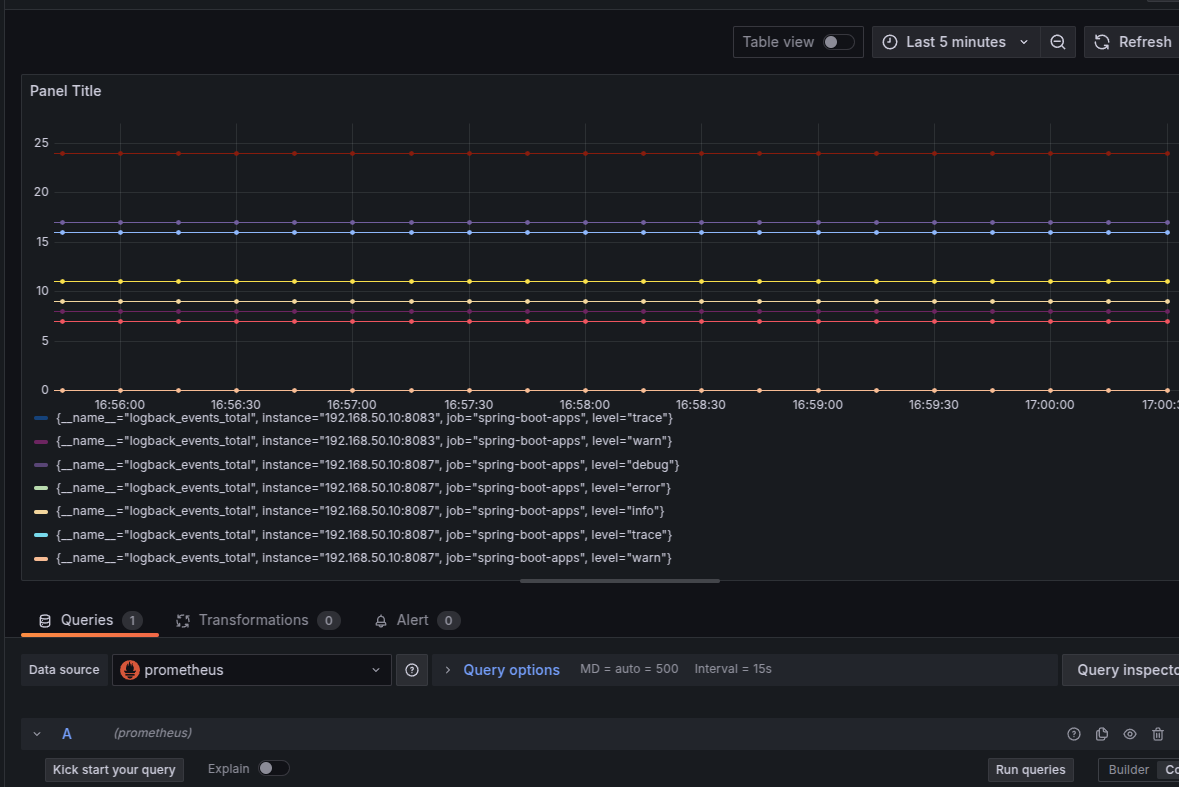 Table view Last 5 minutes Refresh
Panel Title
25
20
15
10
5
0
16:56:00 16:56:30 16:57:00 16:57:30 16:58:00 16:58:30 16:59:00 16:59:30 17:00:00 17:00:
{__name__="logback_events_total", instance="192.168.50.10:8083", job="spring-boot-apps", level="trace"}
{__name__="logback_events_total", instance="192.168.50.10:8083", job="spring-boot-apps", level="warn"}
{__name__="logback_events_total", instance="192.168.50.10:8087", job="spring-boot-apps", level="debug"}
{__name__="logback_events_total", instance="192.168.50.10:8087", job="spring-boot-apps", level="error"}
{__name__="logback_events_total", instance="192.168.50.10:8087", job="spring-boot-apps", level="info"}
{__name__="logback_events_total", instance="192.168.50.10:8087", job="spring-boot-apps", level="trace"}
{__name__="logback_events_total", instance="192.168.50.10:8087", job="spring-boot-apps", level="warn"}
Queries 1 Transformations 0 Alert 0
Data source prometheus Query options MD = auto = 500 Interval = 15s Query inspecto
A (prometheus)
Kick start your query Explain Run queries Builder Co